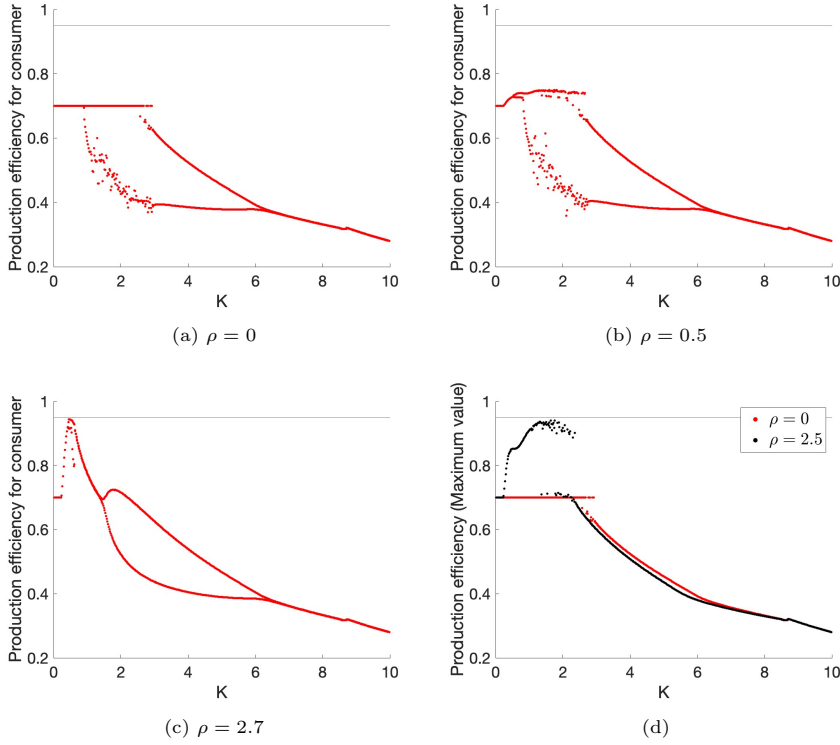 Production efficiency for consumer
1
0.8
0.6
0.4
0.2
0 2 4 6 8 10
K
(a) ρ = 0
Production efficiency for consumer
1
0.8
0.6
0.4
0.2
0 2 4 6 8 10
K
(b) ρ = 0.5
Production efficiency for consumer
1
0.8
0.6
0.4
0.2
0 2 4 6 8 10
K
(c) ρ = 2.7
Production efficiency (Maximum value)
1
0.8
0.6
0.4
0.2
ρ = 0
ρ = 2.5
0 2 4 6 8 10
K
(d)